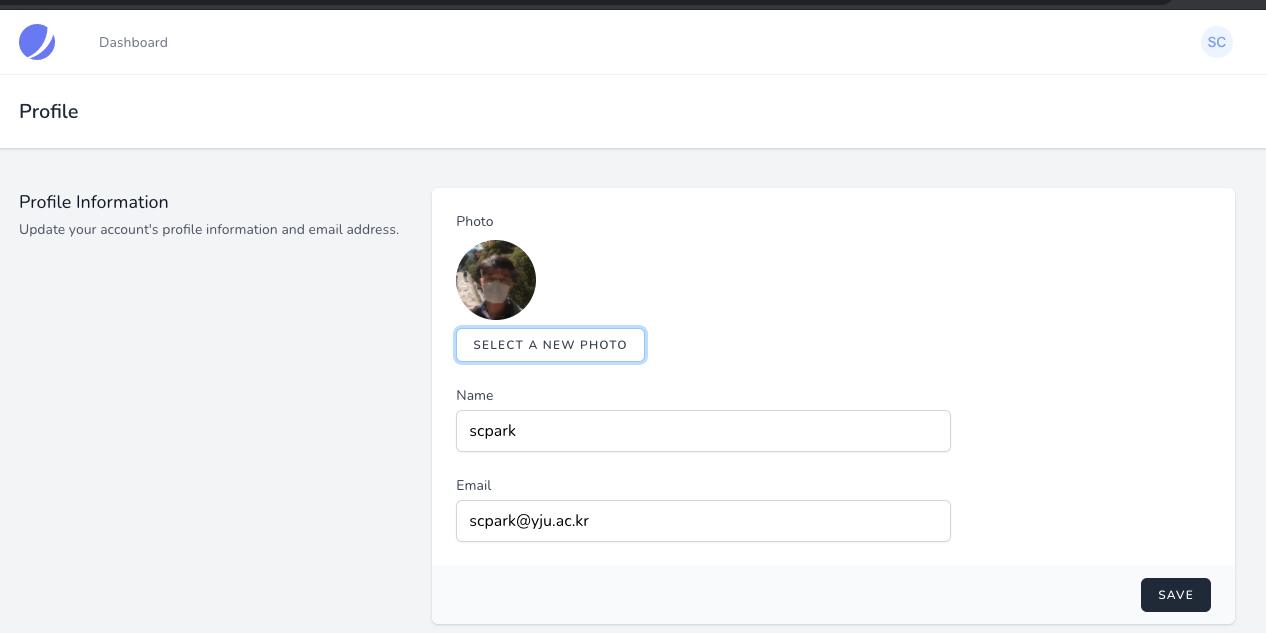 Dashboard
SC
Profile
Profile Information
Update your account's profile information and email address.
Photo
SELECT A NEW PHOTO
Name
scpark
Email
scpark@yju.ac.kr
SAVE